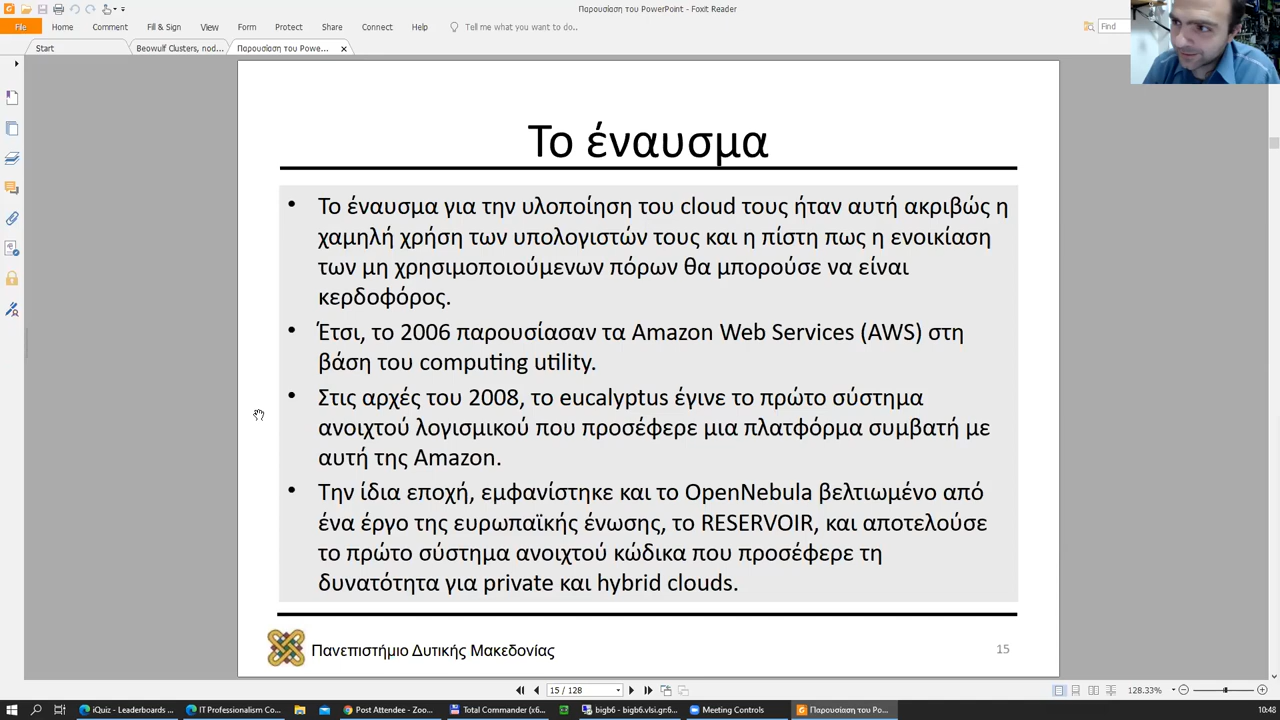 Παρουσίαση του PowerPoint - Foxit Reader
File Home Comment Fill & Sign View Form Protect Share Connect Help Tell me what you want to do.. Find
Start Beowulf Clusters, nod... Παρουσίαση του Powe...
Το έναυσμα
• Το έναυσμα για την υλοποίηση του cloud τους ήταν αυτή ακριβώς η
χαμηλή χρήση των υπολογιστών τους και η πίστη πως η ενοικίαση
των μη χρησιμοποιούμενων πόρων θα μπορούσε να είναι
κερδοφόρος.
• Έτσι, το 2006 παρουσίασαν τα Amazon Web Services (AWS) στη
βάση του computing utility.
• Στις αρχές του 2008, το eucalyptus έγινε το πρώτο σύστημα
ανοιχτού λογισμικού που προσέφερε μια πλατφόρμα συμβατή με
αυτή της Amazon.
• Την ίδια εποχή, εμφανίστηκε και το OpenNebula βελτιωμένο από
ένα έργο της ευρωπαϊκής ένωσης, το RESERVOIR, και αποτελούσε
το πρώτο σύστημα ανοιχτού κώδικα που προσέφερε τη
δυνατότητα για private και hybrid clouds.
Πανεπιστήμιο Δυτικής Μακεδονίας
15
15 / 128 128.33%
iQuiz - Leaderboards ... IT Professionalism Co... Post Attendee - Zoo... Total Commander (x6... bigb6 - bigb6.vlsi.gr:6... Meeting Controls Παρουσίαση του Po... 10:48